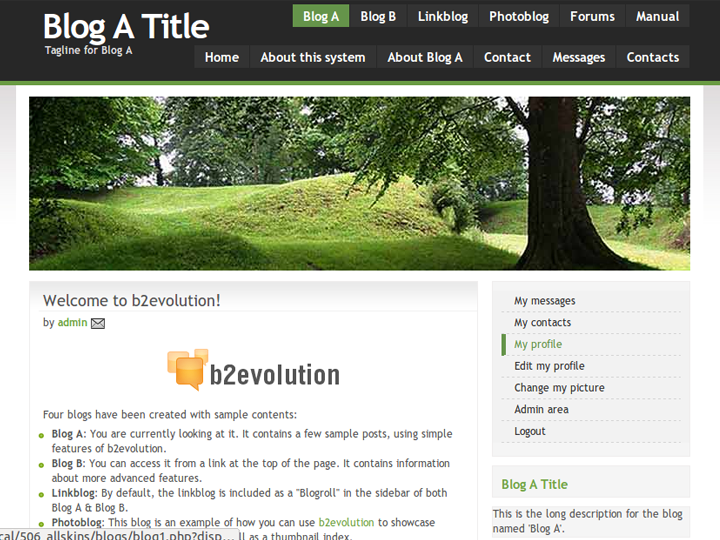 Blog A Title
Tagline for Blog A
Blog A Blog B Linkblog Photoblog Forums Manual
Home About this system About Blog A Contact Messages Contacts
Welcome to b2evolution!
by admin
b2evolution
Four blogs have been created with sample contents:
Blog A: You are currently looking at it. It contains a few sample posts, using simple
features of b2evolution.
Blog B: You can access it from a link at the top of the page. It contains information
about more advanced features.
Linkblog: By default, the linkblog is included as a "Blogroll" in the sidebar of both
Blog A & Blog B.
Photoblog: This blog is an example of how you can use b2evolution to showcase
as a thumbnail index.
cal/506_allskins/blogs/blog1.php?disp...
My messages
My contacts
My profile
Edit my profile
Change my picture
Admin area
Logout
Blog A Title
This is the long description for the blog
named 'Blog A'.